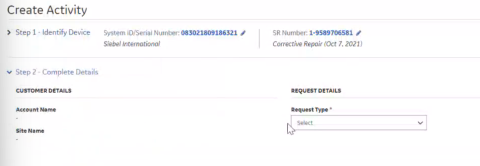 Create Activity
Step 1 - Identify Device
System ID/Serial Number: 083021809186321
Siebel International
SR Number: 1-9589706581
Corrective Repair (Oct 7, 2021)
Step 2 - Complete Details
CUSTOMER DETAILS
Account Name
-
Site Name
-
REQUEST DETAILS
Request Type *
Select